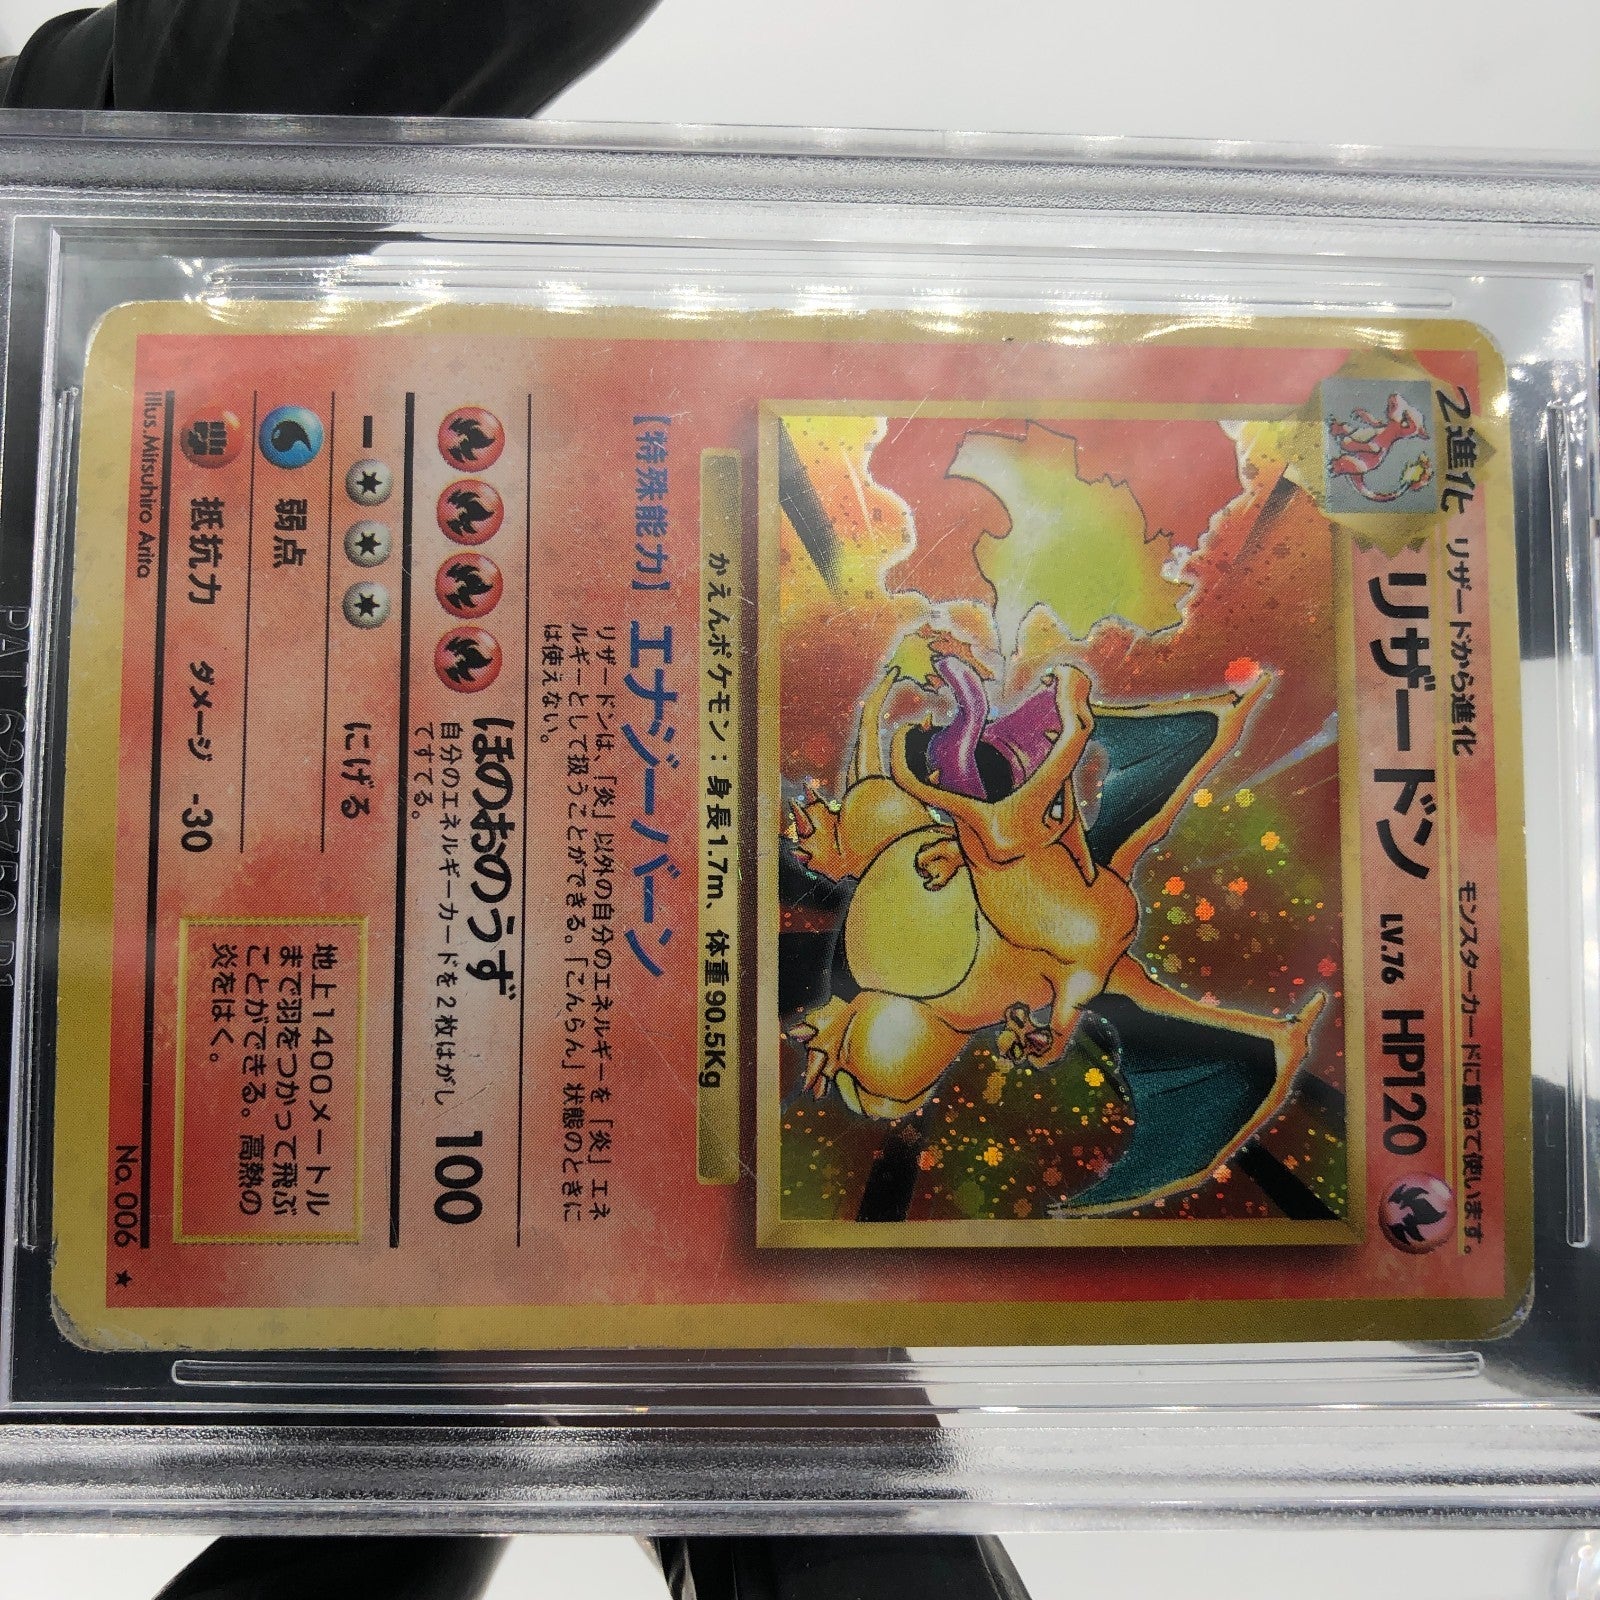 2進化 リザードから進化 モンスターカードに重ねて使います。
リザードン LV.76 HP120
かえんポケモン：身長1.7m、体重90.5Kg
【特殊能力】エナジーバーン
リザードンは、「炎」以外の自分のエネルギーを「炎」エネ
ルギーとして扱うことができる。「こんらん」状態のときに
は使えない。
ほのおのうず 100
自分のエネルギーカードを2枚はがし
てすてる。
にげる
弱点
抵抗力 ダメージ -30
地上1400メートル
まで羽をつかって飛ぶ
ことができる。高熱の
炎をはく。
Illus.Mitsuhiro Arita No.006 ★